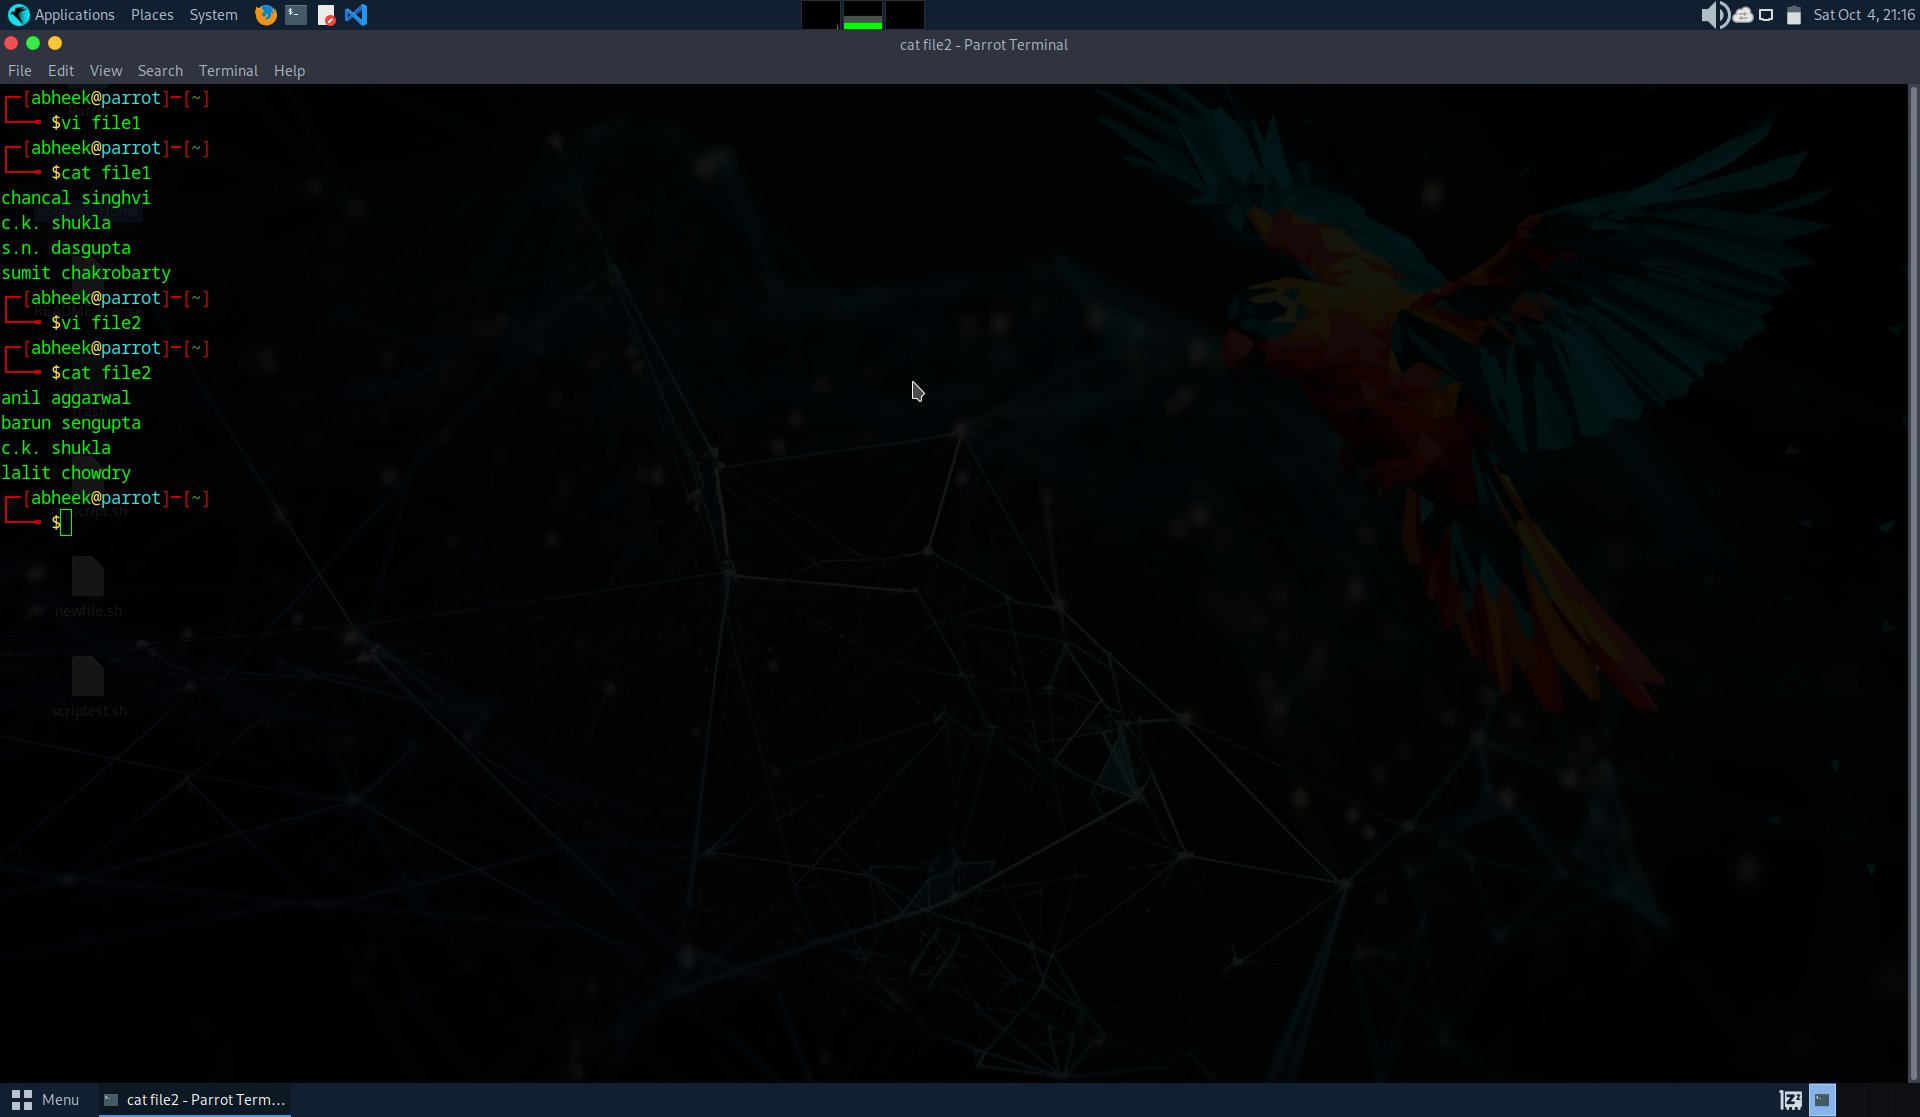 Applications Places System
Sat Oct 4, 21:16
cat file2 - Parrot Terminal
File Edit View Search Terminal Help
┌─[abheek@parrot]─[~]
└──╼ $vi file1
┌─[abheek@parrot]─[~]
└──╼ $cat file1
chancal singhvi
c.k. shukla
s.n. dasgupta
sumit chakrobarty
┌─[abheek@parrot]─[~]
└──╼ $vi file2
┌─[abheek@parrot]─[~]
└──╼ $cat file2
anil aggarwal
barun sengupta
c.k. shukla
lalit chowdry
┌─[abheek@parrot]─[~]
└──╼ $
newfile.sh
scriptest.sh
Menu
cat file2 - Parrot Term...